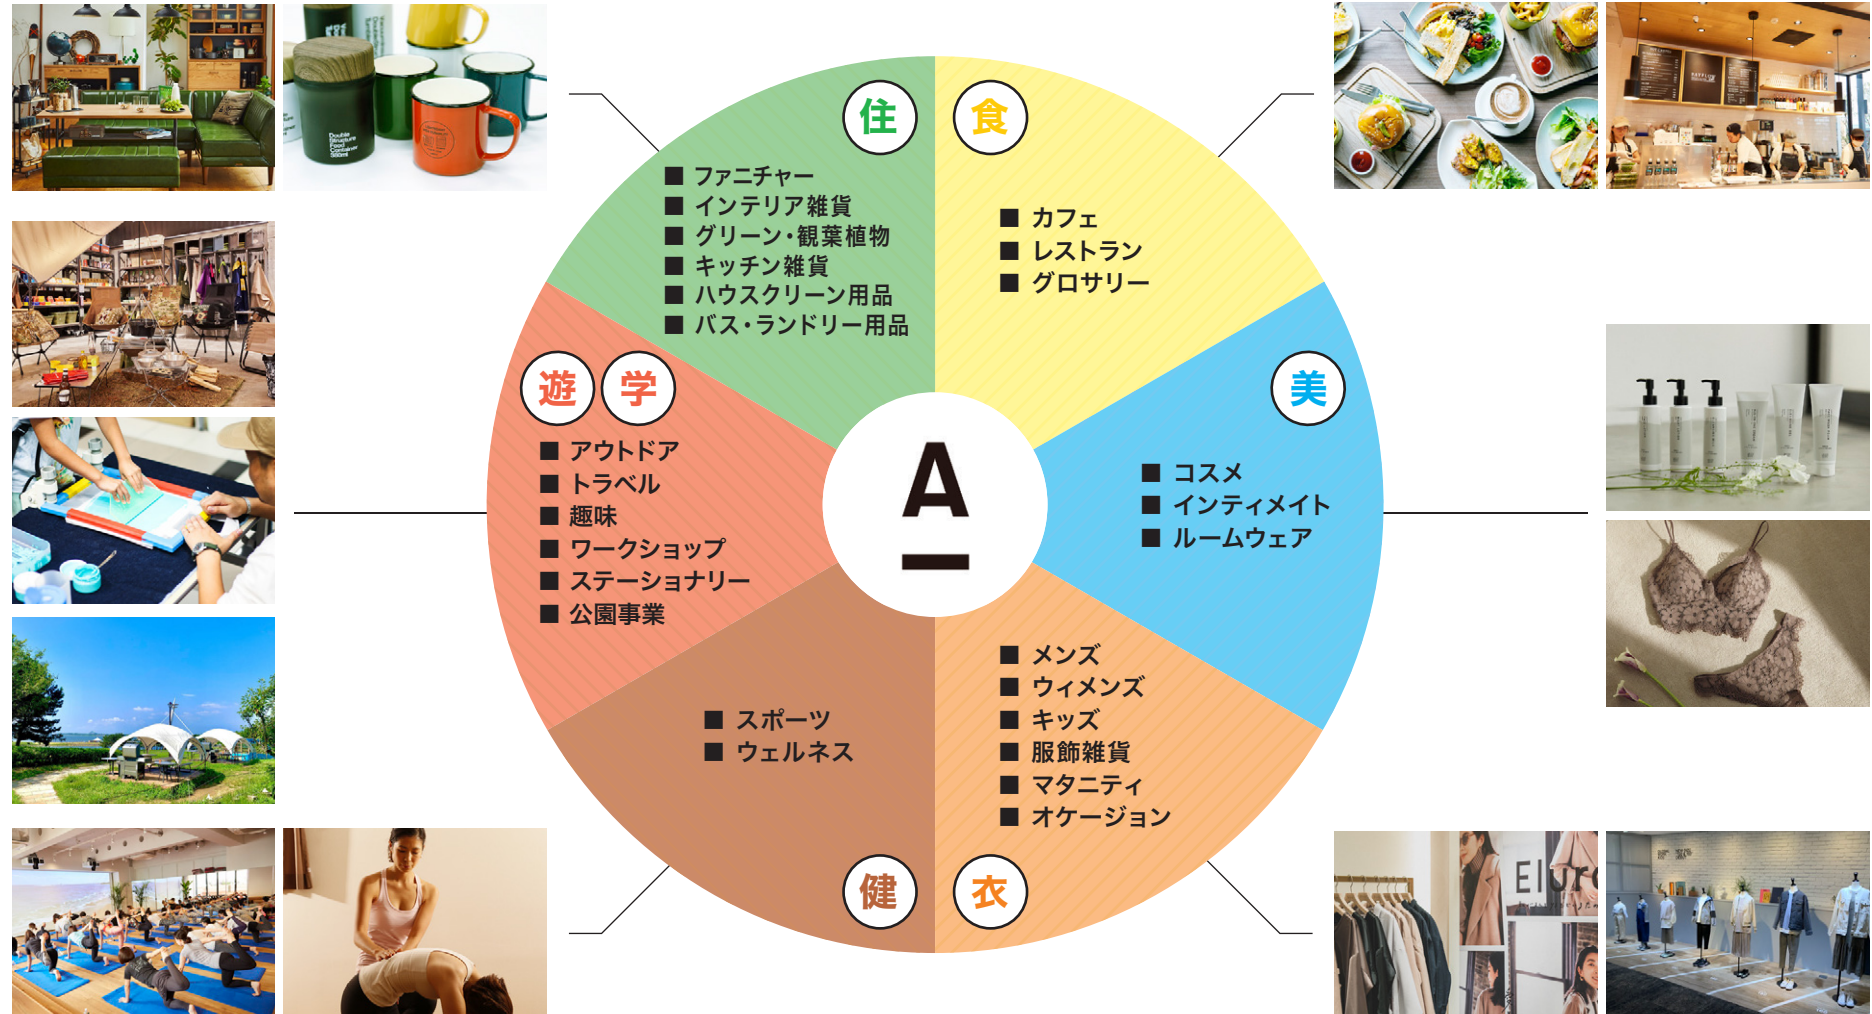 住
■ ファニチャー
■ インテリア雑貨
■ グリーン・観葉植物
■ キッチン雑貨
■ ハウスクリーン用品
■ バス・ランドリー用品
食
■ カフェ
■ レストラン
■ グロサリー
遊 学
■ アウトドア
■ トラベル
■ 趣味
■ ワークショップ
■ ステーショナリー
■ 公園事業
A
美
■ コスメ
■ インティメイト
■ ルームウェア
■ スポーツ
■ ウェルネス
健
■ メンズ
■ ウィメンズ
■ キッズ
■ 服飾雑貨
■ マタニティ
■ オケージョン
衣
Double
Structure
Food
Container